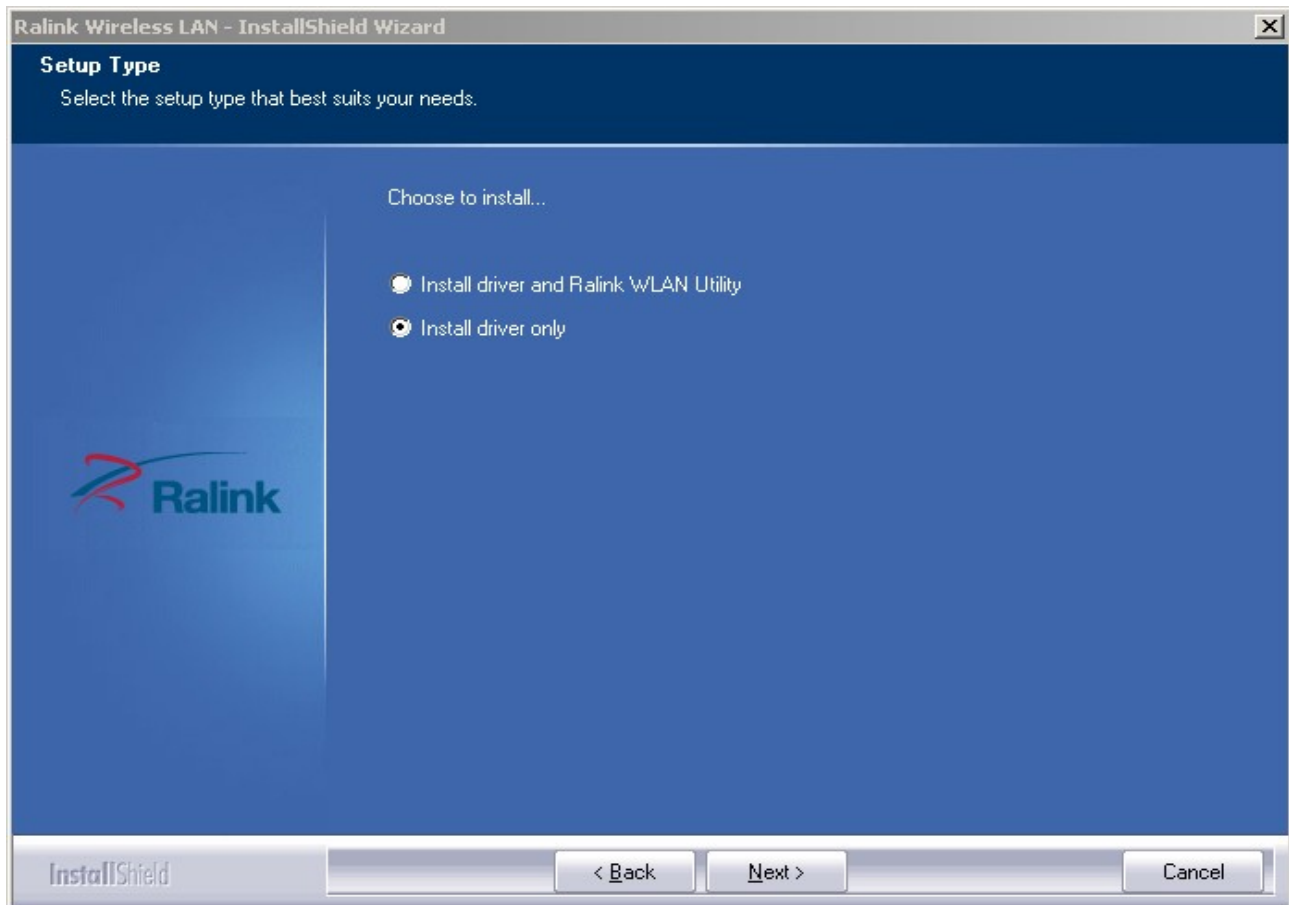 Ralink Wireless LAN - InstallShield Wizard
Setup Type
Select the setup type that best suits your needs.
Choose to install...
Install driver and Ralink WLAN Utility
Install driver only
Ralink
InstallShield
< Back
Next >
Cancel